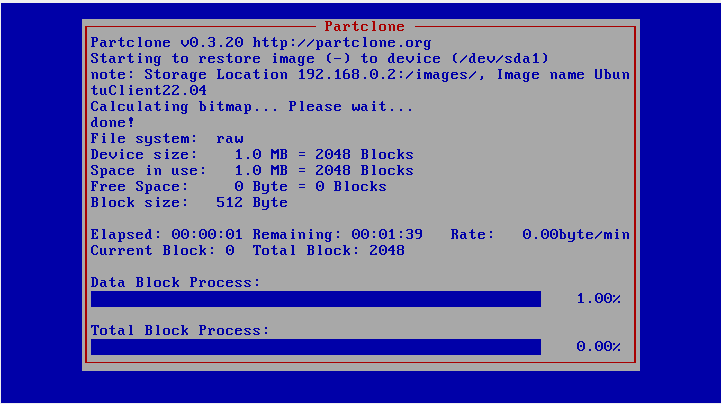 Partclone
Partclone v0.3.20 http://partclone.org
Starting to restore image (-) to device (/dev/sda1)
note: Storage Location 192.168.0.2:/images/, Image name Ubun
tuClient22.04
Calculating bitmap... Please wait...
done!
File system:  raw
Device size:    1.0 MB = 2048 Blocks
Space in use:   1.0 MB = 2048 Blocks
Free Space:     0 Byte = 0 Blocks
Block size:   512 Byte
Elapsed: 00:00:01 Remaining: 00:01:39   Rate:   0.00byte/min
Current Block: 0  Total Block: 2048
Data Block Process:
1.00%
Total Block Process:
0.00%